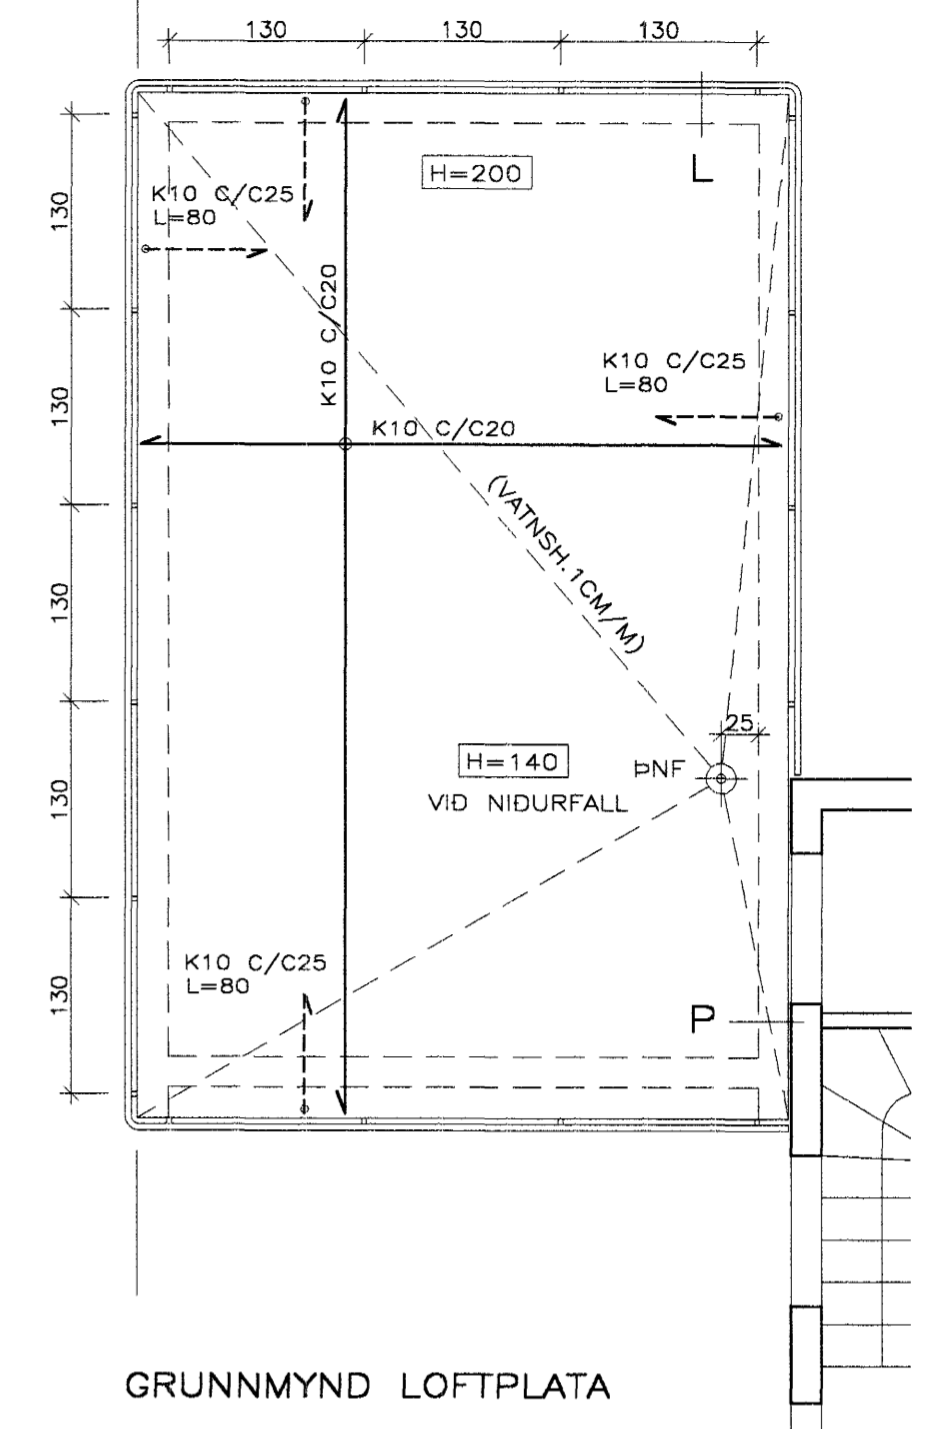 130 130 130
H=200
L
K10 C/C25
L=80
130
K10 C/C20
K10 C/C25
L=80
130
K10 C/C20
(VATNSH.1CM/M)
130
25
H=140
ÞNF
VIÐ NIÐURFALL
130
K10 C/C25
L=80
130
P
GRUNNMYND LOFTPLATA